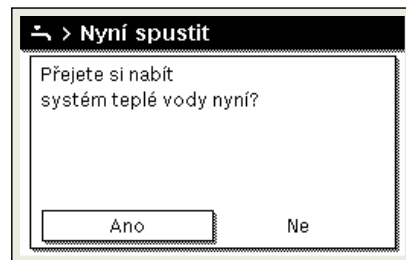 > Nyní spustit
Přejete si nabít
systém teplé vody nyní?
Ano
Ne